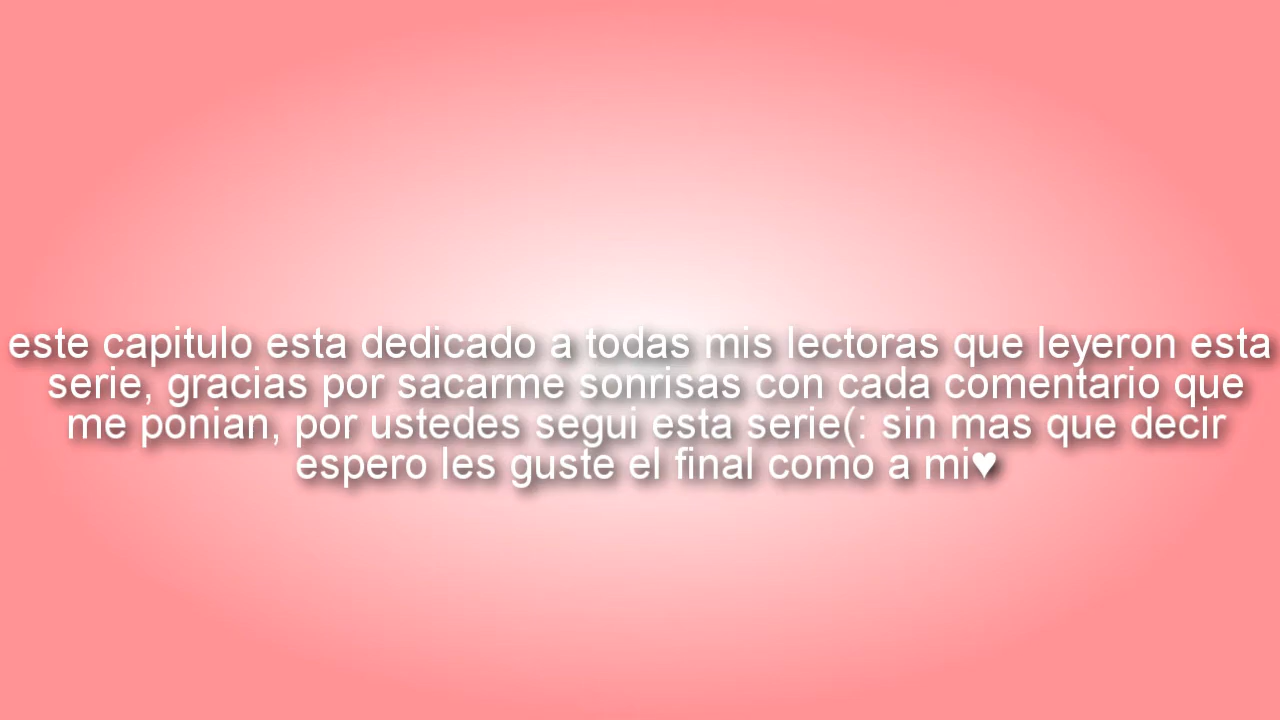 este capitulo esta dedicado a todas mis lectoras que leyeron esta
serie, gracias por sacarme sonrisas con cada comentario que
me ponian, por ustedes segui esta serie(: sin mas que decir
espero les guste el final como a mi♥